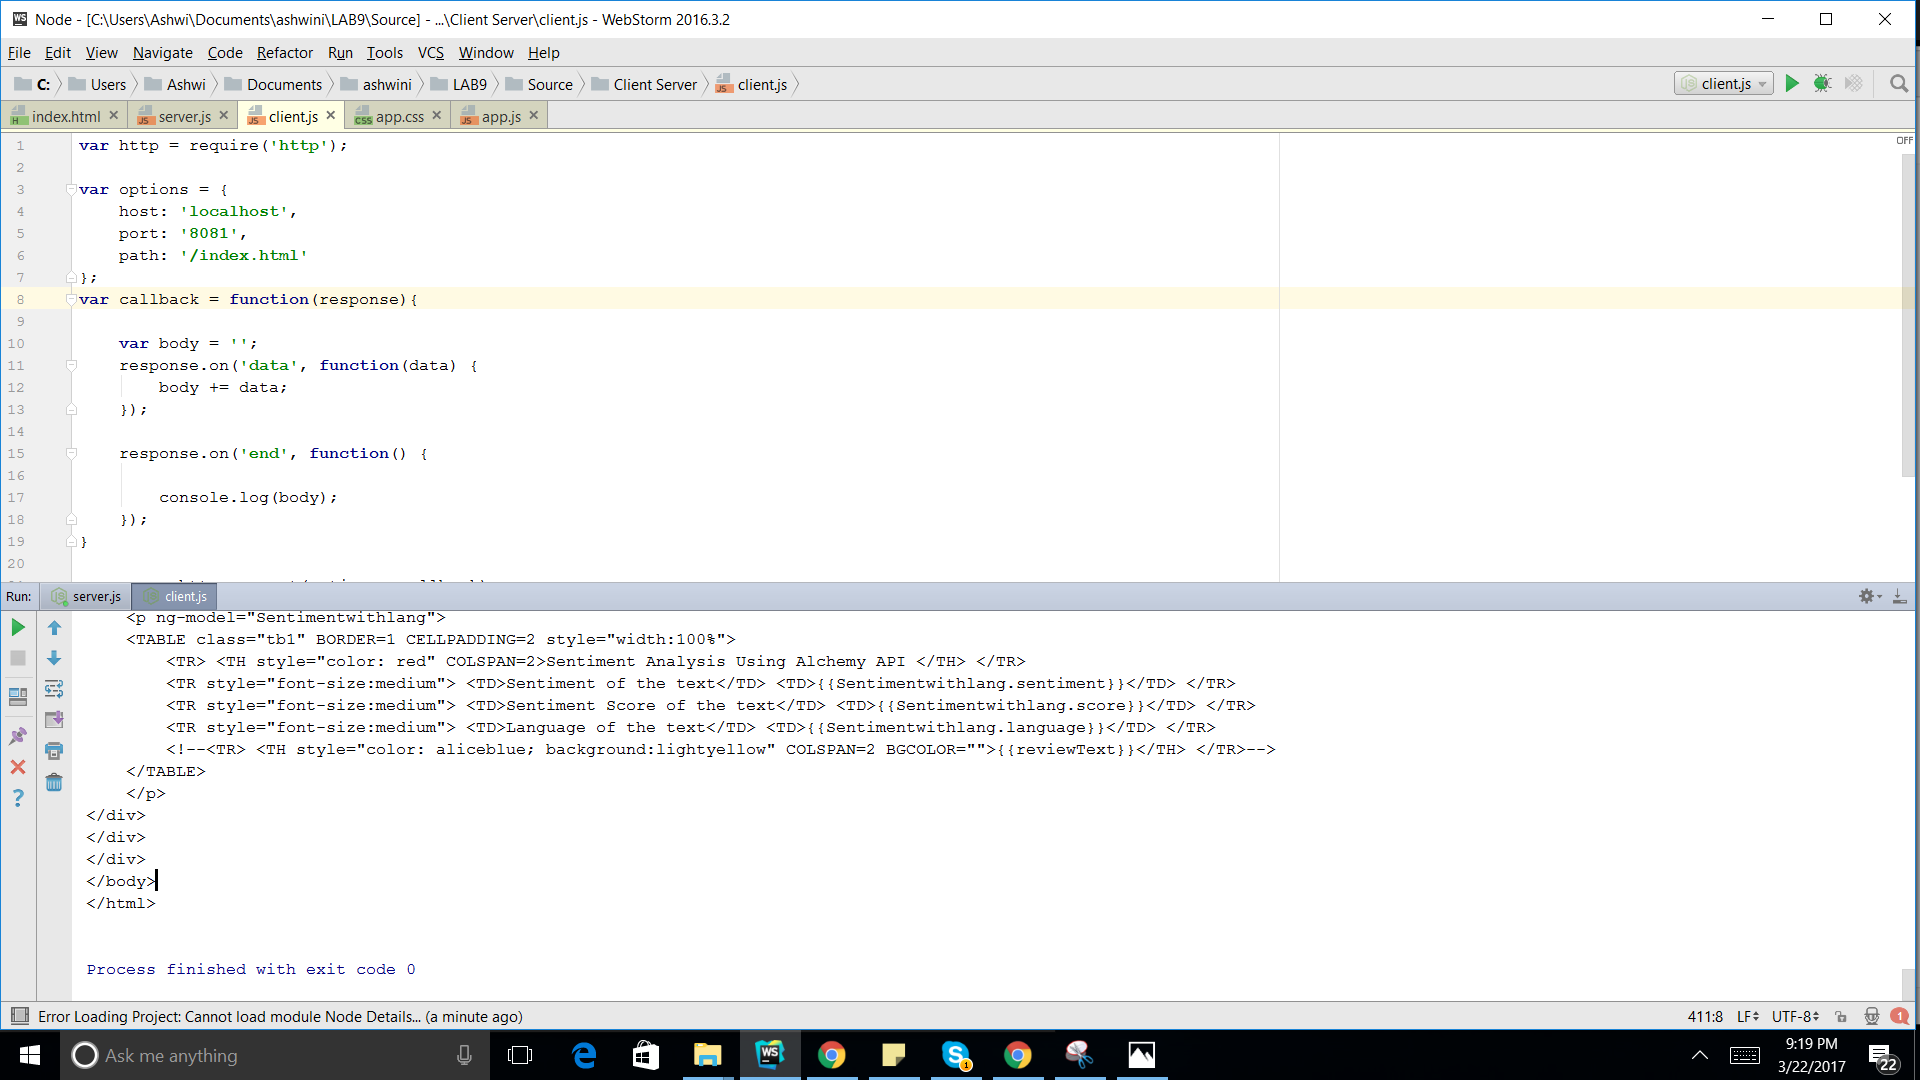 WS Node - [C:\Users\Ashwi\Documents\ashwini\LAB9\Source] - ...\Client Server\client.js - WebStorm 2016.3.2
File Edit View Navigate Code Refactor Run Tools VCS Window Help
C: Users Ashwi Documents ashwini LAB9 Source Client Server client.js client.js
index.html server.js client.js app.css app.js
OFF
1 var http = require('http');
2
3 var options = {
4 host: 'localhost',
5 port: '8081',
6 path: '/index.html'
7 };
8 var callback = function(response){
9
10 var body = '';
11 response.on('data', function(data) {
12 body += data;
13 });
14
15 response.on('end', function() {
16
17 console.log(body);
18 });
19 }
20
Run: server.js client.js
<p ng-model="Sentimentwithlang">
<TABLE class="tb1" BORDER=1 CELLPADDING=2 style="width:100%">
<TR> <TH style="color: red" COLSPAN=2>Sentiment Analysis Using Alchemy API </TH> </TR>
<TR style="font-size:medium"> <TD>Sentiment of the text</TD> <TD>{{Sentimentwithlang.sentiment}}</TD> </TR>
<TR style="font-size:medium"> <TD>Sentiment Score of the text</TD> <TD>{{Sentimentwithlang.score}}</TD> </TR>
<TR style="font-size:medium"> <TD>Language of the text</TD> <TD>{{Sentimentwithlang.language}}</TD> </TR>
<!--<TR> <TH style="color: aliceblue; background:lightyellow" COLSPAN=2 BGCOLOR="">{{reviewText}}</TH> </TR>-->
</TABLE>
</p>
</div>
</div>
</div>
</body>
</html>
Process finished with exit code 0
Error Loading Project: Cannot load module Node Details... (a minute ago) 411:8 LF UTF-8 1
Ask me anything
WS
9:19 PM
3/22/2017
22